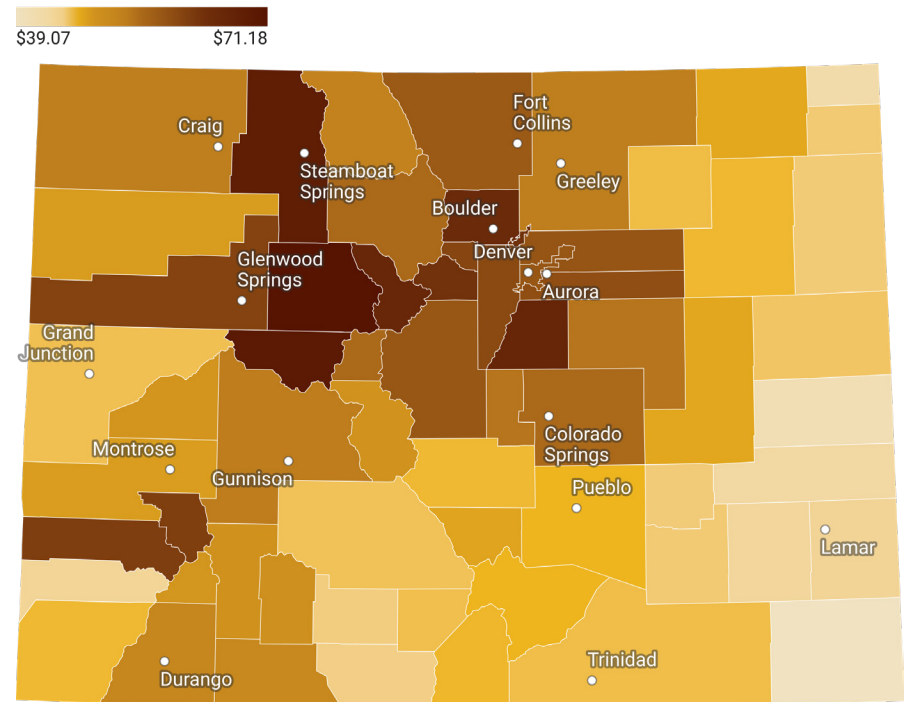 $39.07
$71.18
Fort
Collins
Craig
Steamboat
Springs
Greeley
Boulder
Denver
Glenwood
Springs
Aurora
Grand
Junction
Colorado
Springs
Montrose
Gunnison
Pueblo
Lamar
Trinidad
Durango